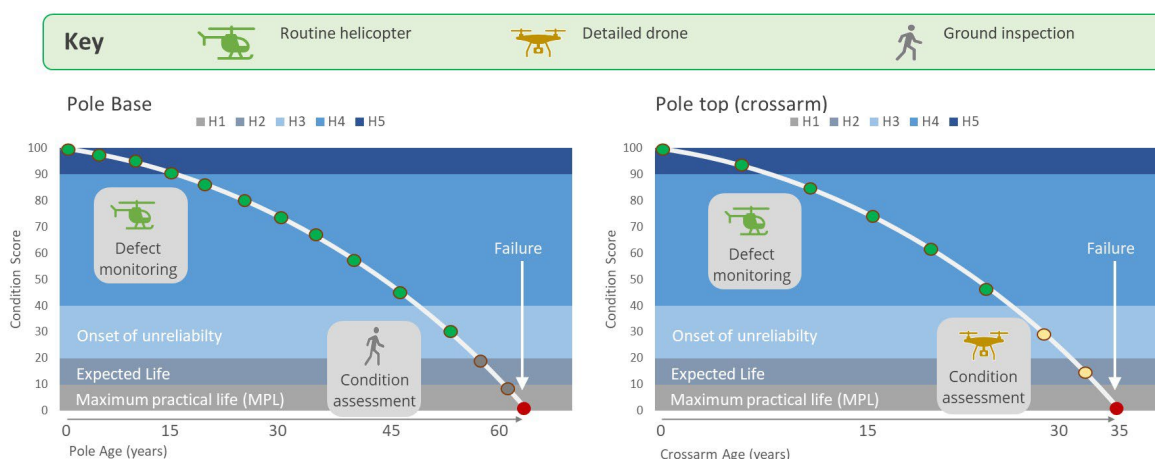 Key
Routine helicopter
Detailed drone
Ground inspection
Pole Base
H1 H2 H3 H4 H5
Condition Score
100
90
80
70
60
50
40
30
20
10
0
Defect
monitoring
Failure
Onset of unreliabilty
Expected Life
Maximum practical life (MPL)
Condition
assessment
0 15 30 45 60
Pole Age (years)
Pole top (crossarm)
H1 H2 H3 H4 H5
Condition Score
100
90
80
70
60
50
40
30
20
10
0
Defect
monitoring
Failure
Onset of unreliabilty
Expected Life
Maximum practical life (MPL)
Condition
assessment
0 15 30 35
Crossarm Age (years)